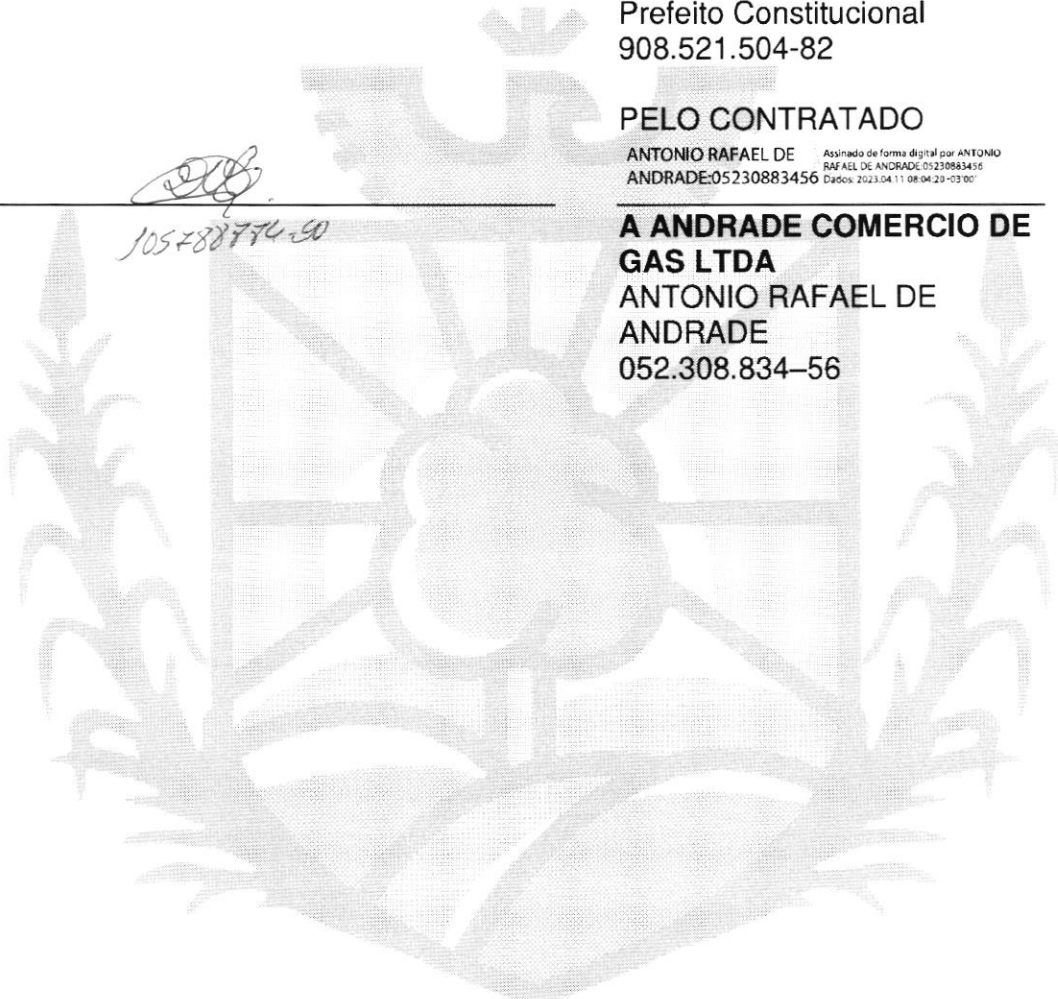 Prefeito Constitucional
908.521.504-82
PELO CONTRATADO
ANTONIO RAFAEL DE
ANDRADE:05230883456
Assinado de forma digital por ANTONIO
RAFAEL DE ANDRADE:05230883456
Dados: 2023.04.11 08:04:20 -03'00'
105788774-50
A ANDRADE COMERCIO DE
GAS LTDA
ANTONIO RAFAEL DE
ANDRADE
052.308.834–56